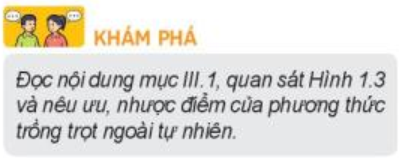 KHÁM PHÁ
Đọc nội dung mục III.1, quan sát Hình 1.3
và nêu ưu, nhược điểm của phương thức
trồng trọt ngoài tự nhiên.